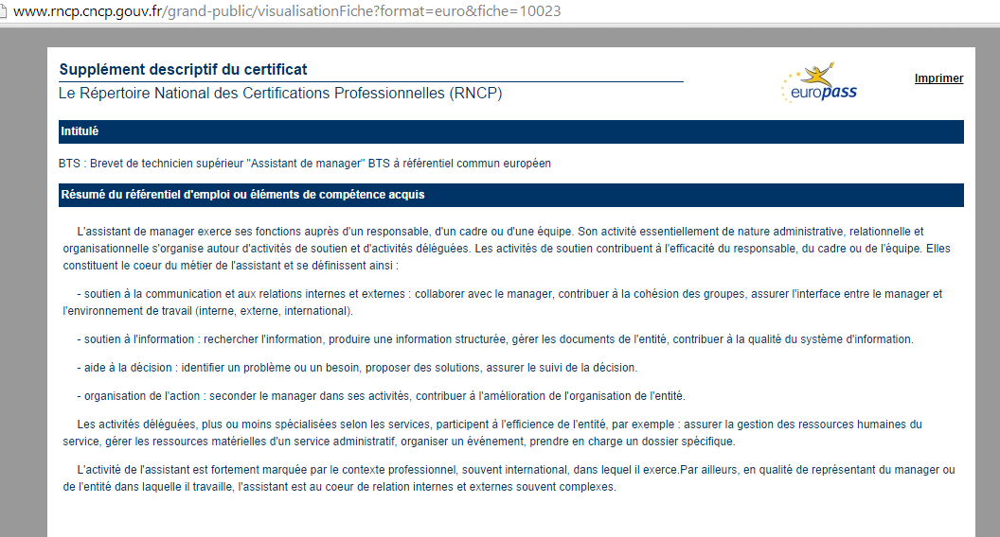 www.rncp.cncp.gouv.fr/grand-public/visualisationFiche?format=euro&fiche=10023
Supplément descriptif du certificat
Le Répertoire National des Certifications Professionnelles (RNCP)
europass
Imprimer
Intitulé
BTS : Brevet de technicien supérieur "Assistant de manager" BTS à référentiel commun européen
Résumé du référentiel d'emploi ou éléments de compétence acquis
L'assistant de manager exerce ses fonctions auprès d'un responsable, d'un cadre ou d'une équipe. Son activité essentiellement de nature administrative, relationnelle et
organisationnelle s'organise autour d'activités de soutien et d'activités déléguées. Les activités de soutien contribuent à l'efficacité du responsable, du cadre ou de l'équipe. Elles
constituent le coeur du métier de l'assistant et se définissent ainsi :
- soutien à la communication et aux relations internes et externes : collaborer avec le manager, contribuer à la cohésion des groupes, assurer l'interface entre le manager et
l'environnement de travail (interne, externe, international).
- soutien à l'information : rechercher l'information, produire une information structurée, gérer les documents de l'entité, contribuer à la qualité du système d'information.
- aide à la décision : identifier un problème ou un besoin, proposer des solutions, assurer le suivi de la décision.
- organisation de l'action : seconder le manager dans ses activités, contribuer à l'amélioration de l'organisation de l'entité.
Les activités déléguées, plus ou moins spécialisées selon les services, participent à l'efficience de l'entité, par exemple : assurer la gestion des ressources humaines du
service, gérer les ressources matérielles d'un service administratif, organiser un événement, prendre en charge un dossier spécifique.
L'activité de l'assistant est fortement marquée par le contexte professionnel, souvent international, dans lequel il exerce.Par ailleurs, en qualité de représentant du manager ou
de l'entité dans laquelle il travaille, l'assistant est au coeur de relation internes et externes souvent complexes.